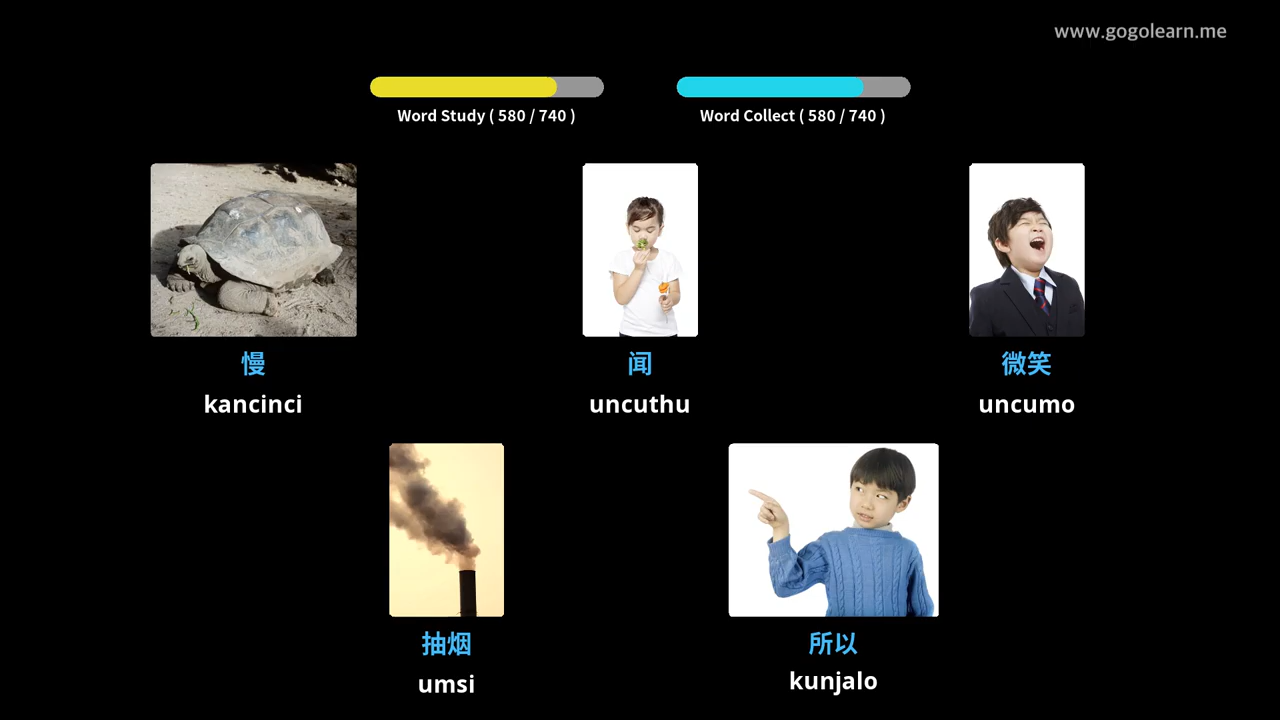 www.gogolearn.me
Word Study ( 580 / 740 )
Word Collect ( 580 / 740 )
慢
kancinci
闻
uncuthu
微笑
uncumo
抽烟
umsi
所以
kunjalo